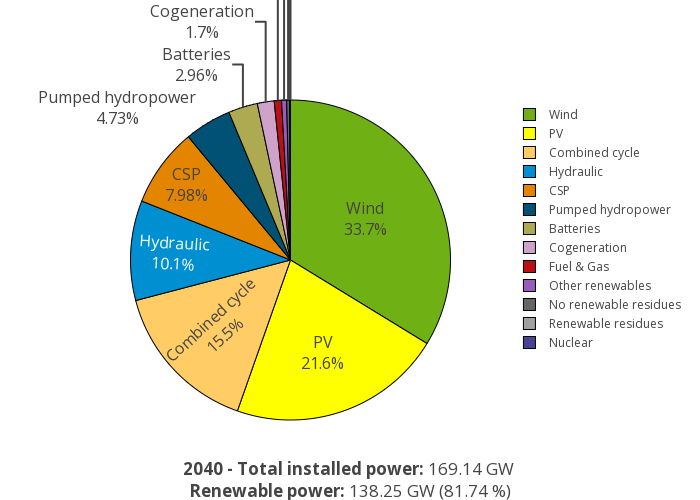 Cogeneration
1.7%
Batteries
2.96%
Pumped hydropower
4.73%
CSP
7.98%
Hydraulic
10.1%
Combined cycle
15.5%
PV
21.6%
Wind
33.7%
Wind
PV
Combined cycle
Hydraulic
CSP
Pumped hydropower
Batteries
Cogeneration
Fuel & Gas
Other renewables
No renewable residues
Renewable residues
Nuclear
2040 - Total installed power: 169.14 GW
Renewable power: 138.25 GW (81.74 %)